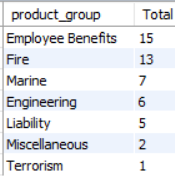 product_group Total
Employee Benefits 15
Fire 13
Marine 7
Engineering 6
Liability 5
Miscellaneous 2
Terrorism 1